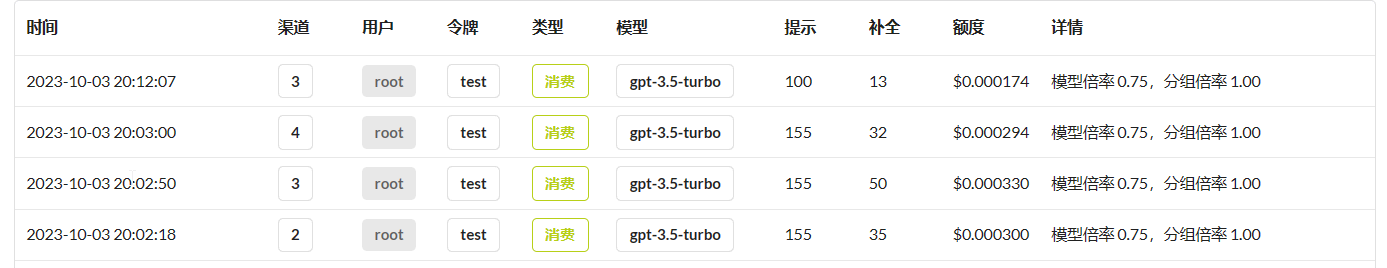 时间 渠道 用户 令牌 类型 模型 提示 补全 额度 详情
2023-10-03 20:12:07 3 root test 消费 gpt-3.5-turbo 100 13 $0.000174 模型倍率 0.75，分组倍率 1.00
2023-10-03 20:03:00 4 root test 消费 gpt-3.5-turbo 155 32 $0.000294 模型倍率 0.75，分组倍率 1.00
2023-10-03 20:02:50 3 root test 消费 gpt-3.5-turbo 155 50 $0.000330 模型倍率 0.75，分组倍率 1.00
2023-10-03 20:02:18 2 root test 消费 gpt-3.5-turbo 155 35 $0.000300 模型倍率 0.75，分组倍率 1.00